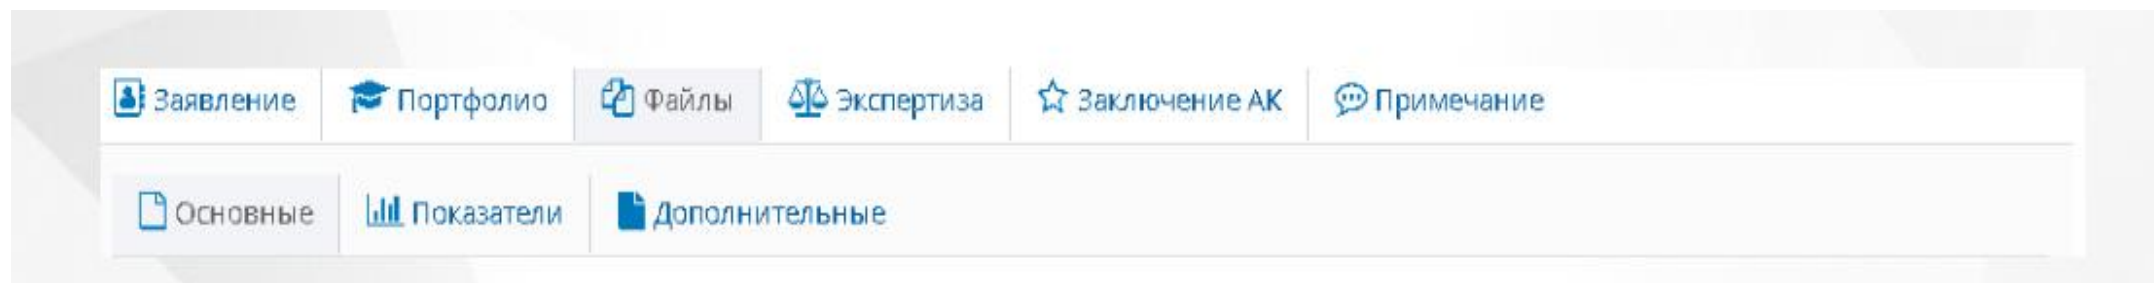 Заявление Портфолио Файлы Экспертиза Заключение АК Примечание
Основные Показатели Дополнительные